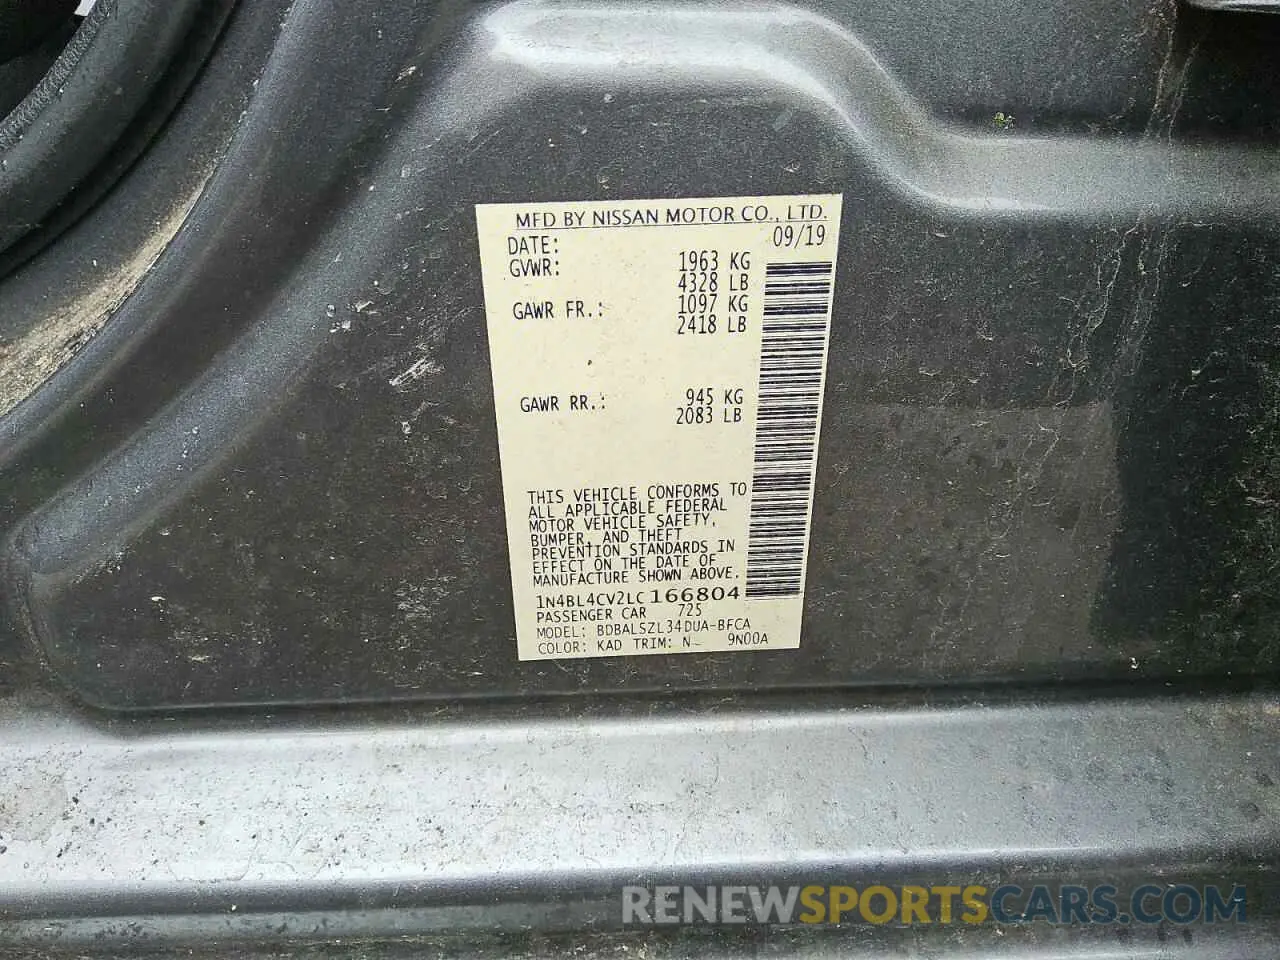 MFD BY NISSAN MOTOR CO., LTD.
DATE: 09/19
GVWR: 1963 KG
4328 LB
GAWR FR.: 1097 KG
2418 LB
GAWR RR.: 945 KG
2083 LB
THIS VEHICLE CONFORMS TO
ALL APPLICABLE FEDERAL
MOTOR VEHICLE SAFETY,
BUMPER, AND THEFT
PREVENTION STANDARDS IN
EFFECT ON THE DATE OF
MANUFACTURE SHOWN ABOVE.
1N4BL4CV2LC166804
PASSENGER CAR 725
MODEL: BDBALSZL34DUA-BFCA
COLOR: KAD TRIM: N- 9N00A
RENEWSPORTSCARS.COM